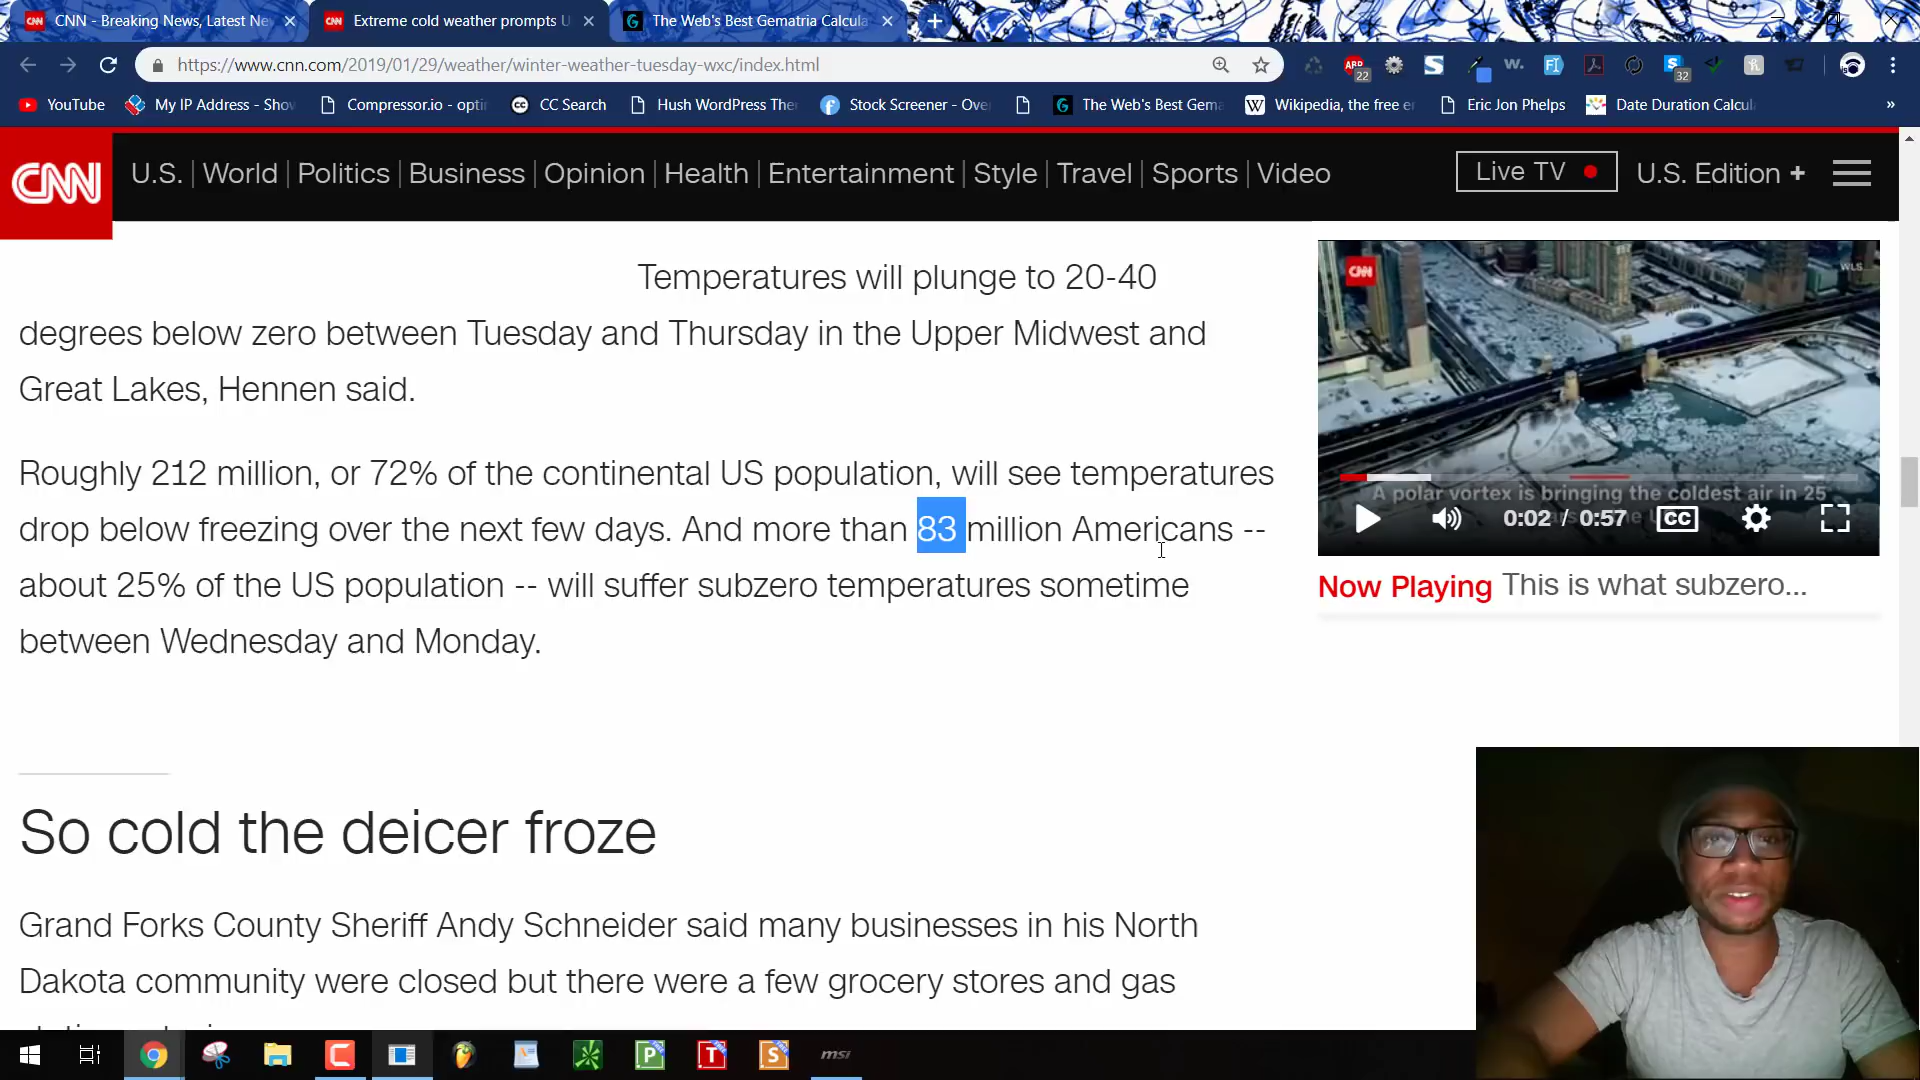 CNN - Breaking News, Latest Ne
Extreme cold weather prompts U
The Web's Best Gematria Calcula
https://www.cnn.com/2019/01/29/weather/winter-weather-tuesday-wxc/index.html
ABP
22
W.
32
YouTube
My IP Address - Sho
Compressor.io - opti
CC Search
Hush WordPress The
Stock Screener - Ove
The Web's Best Gema
Wikipedia, the free e
Eric Jon Phelps
Date Duration Calcu
»
CNN
U.S.
World
Politics
Business
Opinion
Health
Entertainment
Style
Travel
Sports
Video
Live TV
U.S. Edition +
Temperatures will plunge to 20-40
degrees below zero between Tuesday and Thursday in the Upper Midwest and
Great Lakes, Hennen said.
Roughly 212 million, or 72% of the continental US population, will see temperatures
drop below freezing over the next few days. And more than 83 million Americans --
about 25% of the US population -- will suffer subzero temperatures sometime
between Wednesday and Monday.
CNN
WLS
A polar vortex is bringing the coldest air in 25
0:02 / 0:57
CC
Now Playing This is what subzero...
So cold the deicer froze
Grand Forks County Sheriff Andy Schneider said many businesses in his North
Dakota community were closed but there were a few grocery stores and gas
P
T
S
msi